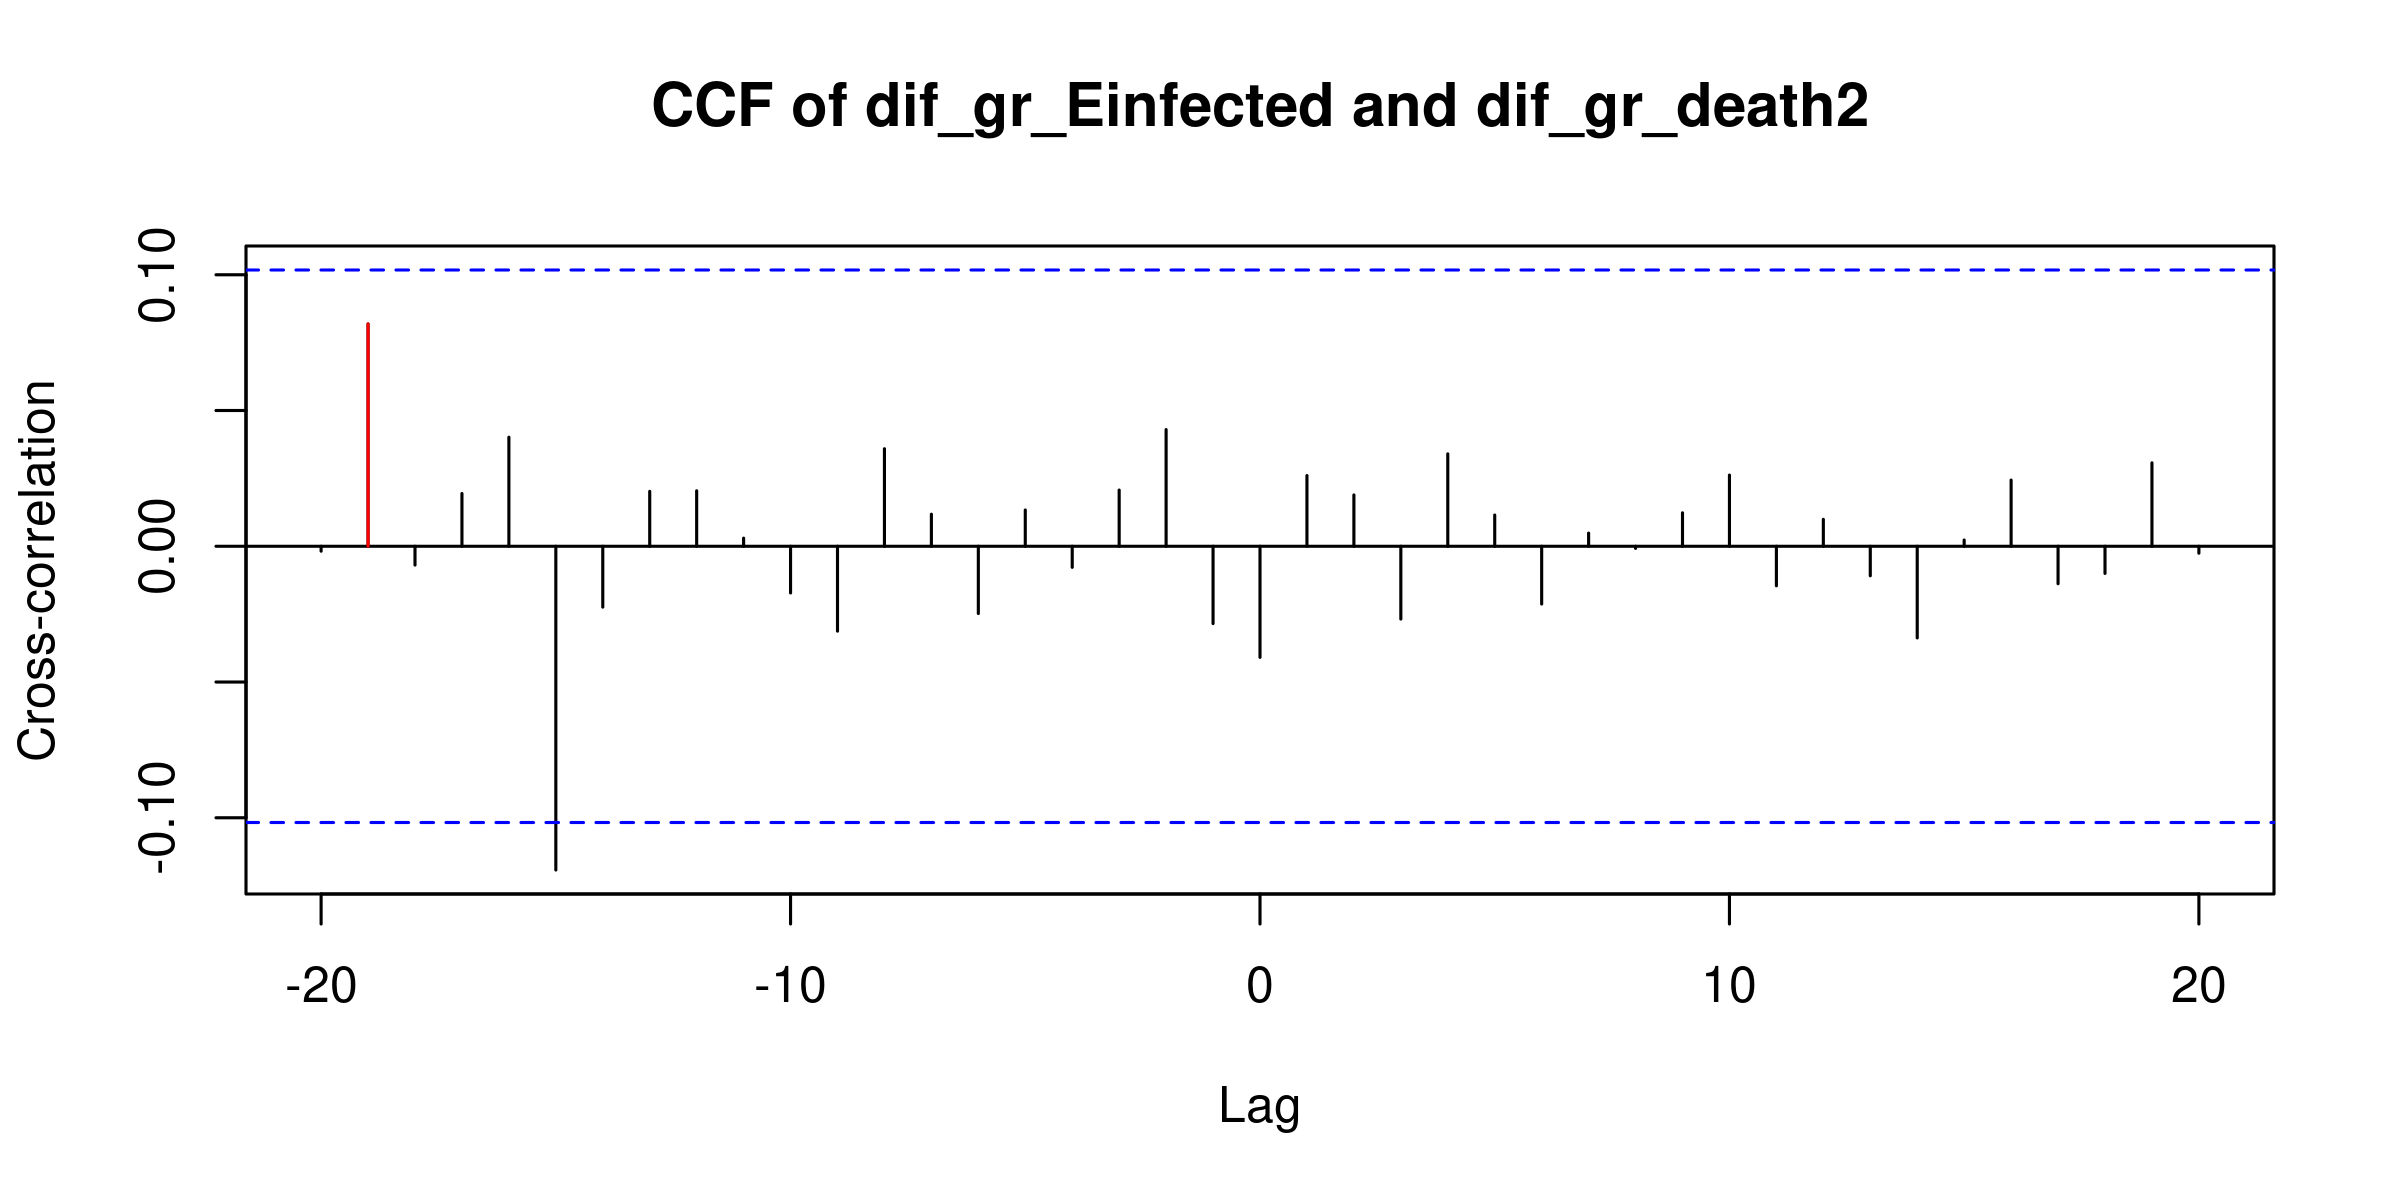 CCF of dif_gr_Einfected and dif_gr_death2
Cross-correlation
0.10
0.00
-0.10
-20 -10 0 10 20
Lag